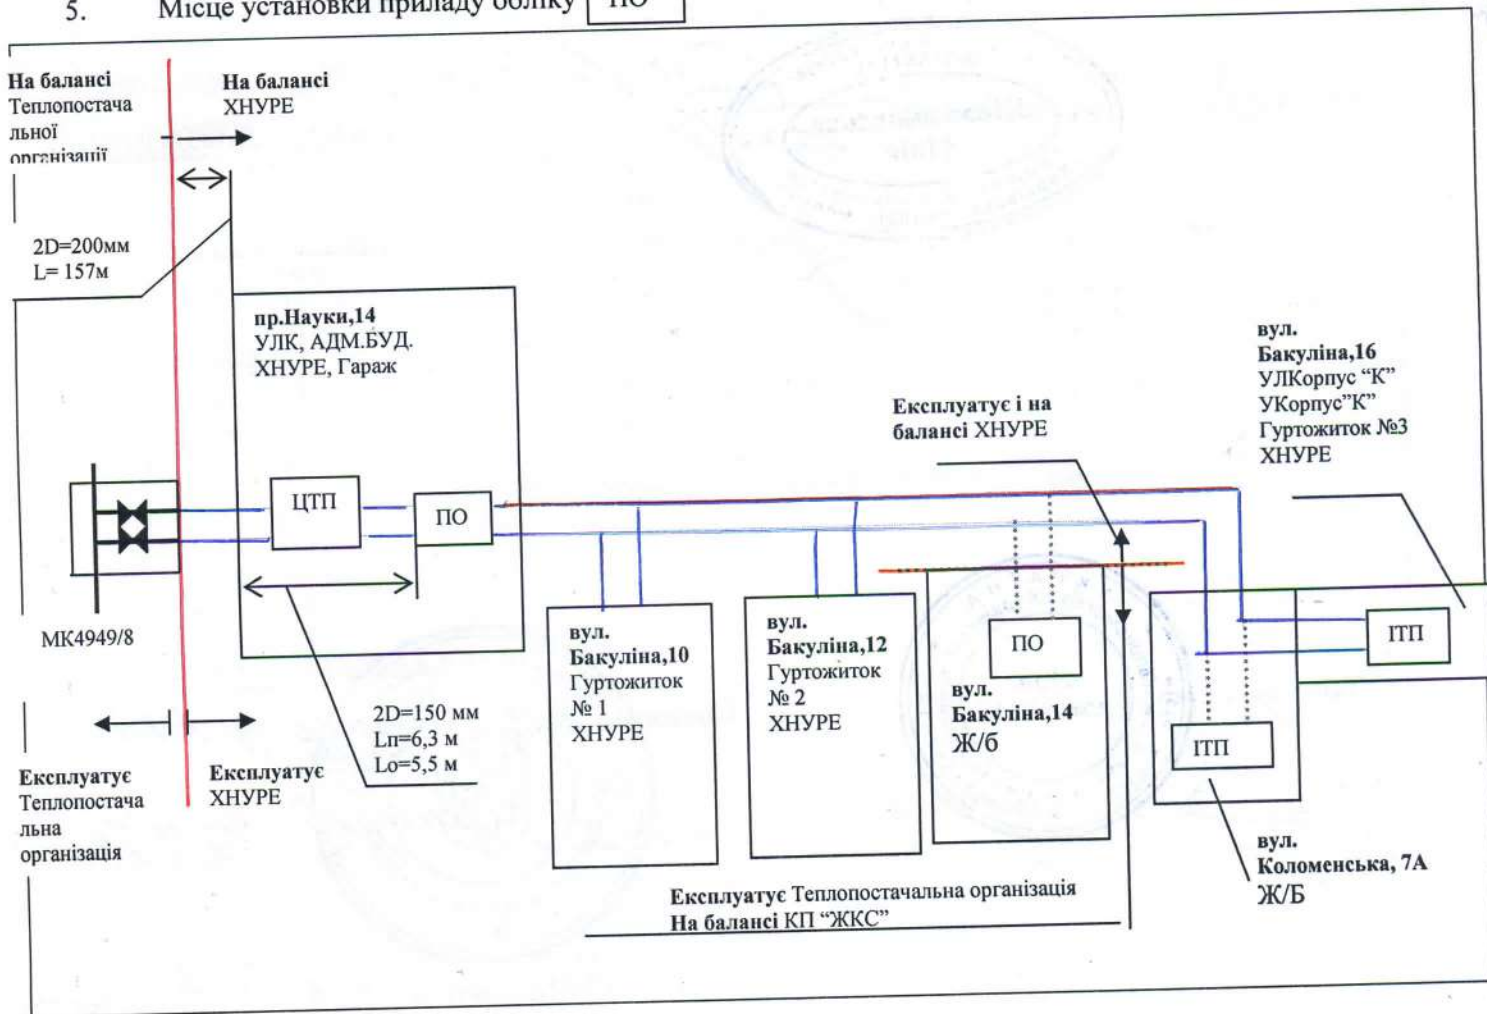 5. Місце установки приладу обліку ПО
На балансі
Теплопостача
льної
організації
На балансі
ХНУРЕ
2D=200мм
L= 157м
пр.Науки,14
УЛК, АДМ.БУД.
ХНУРЕ, Гараж
вул.
Бакуліна,16
УЛКорпус “К”
УКорпус”К”
Гуртожиток №3
ХНУРЕ
Експлуатує і на
балансі ХНУРЕ
ЦТП
ПО
МК4949/8
вул.
Бакуліна,10
Гуртожиток
№ 1
ХНУРЕ
вул.
Бакуліна,12
Гуртожиток
№ 2
ХНУРЕ
ПО
вул.
Бакуліна,14
Ж/б
ІТП
ІТП
2D=150 мм
Lп=6,3 м
Lо=5,5 м
Експлуатує
Теплопостача
льна
організація
Експлуатує
ХНУРЕ
вул.
Коломенська, 7А
Ж/Б
Експлуатує Теплопостачальна організація
На балансі КП “ЖКС”